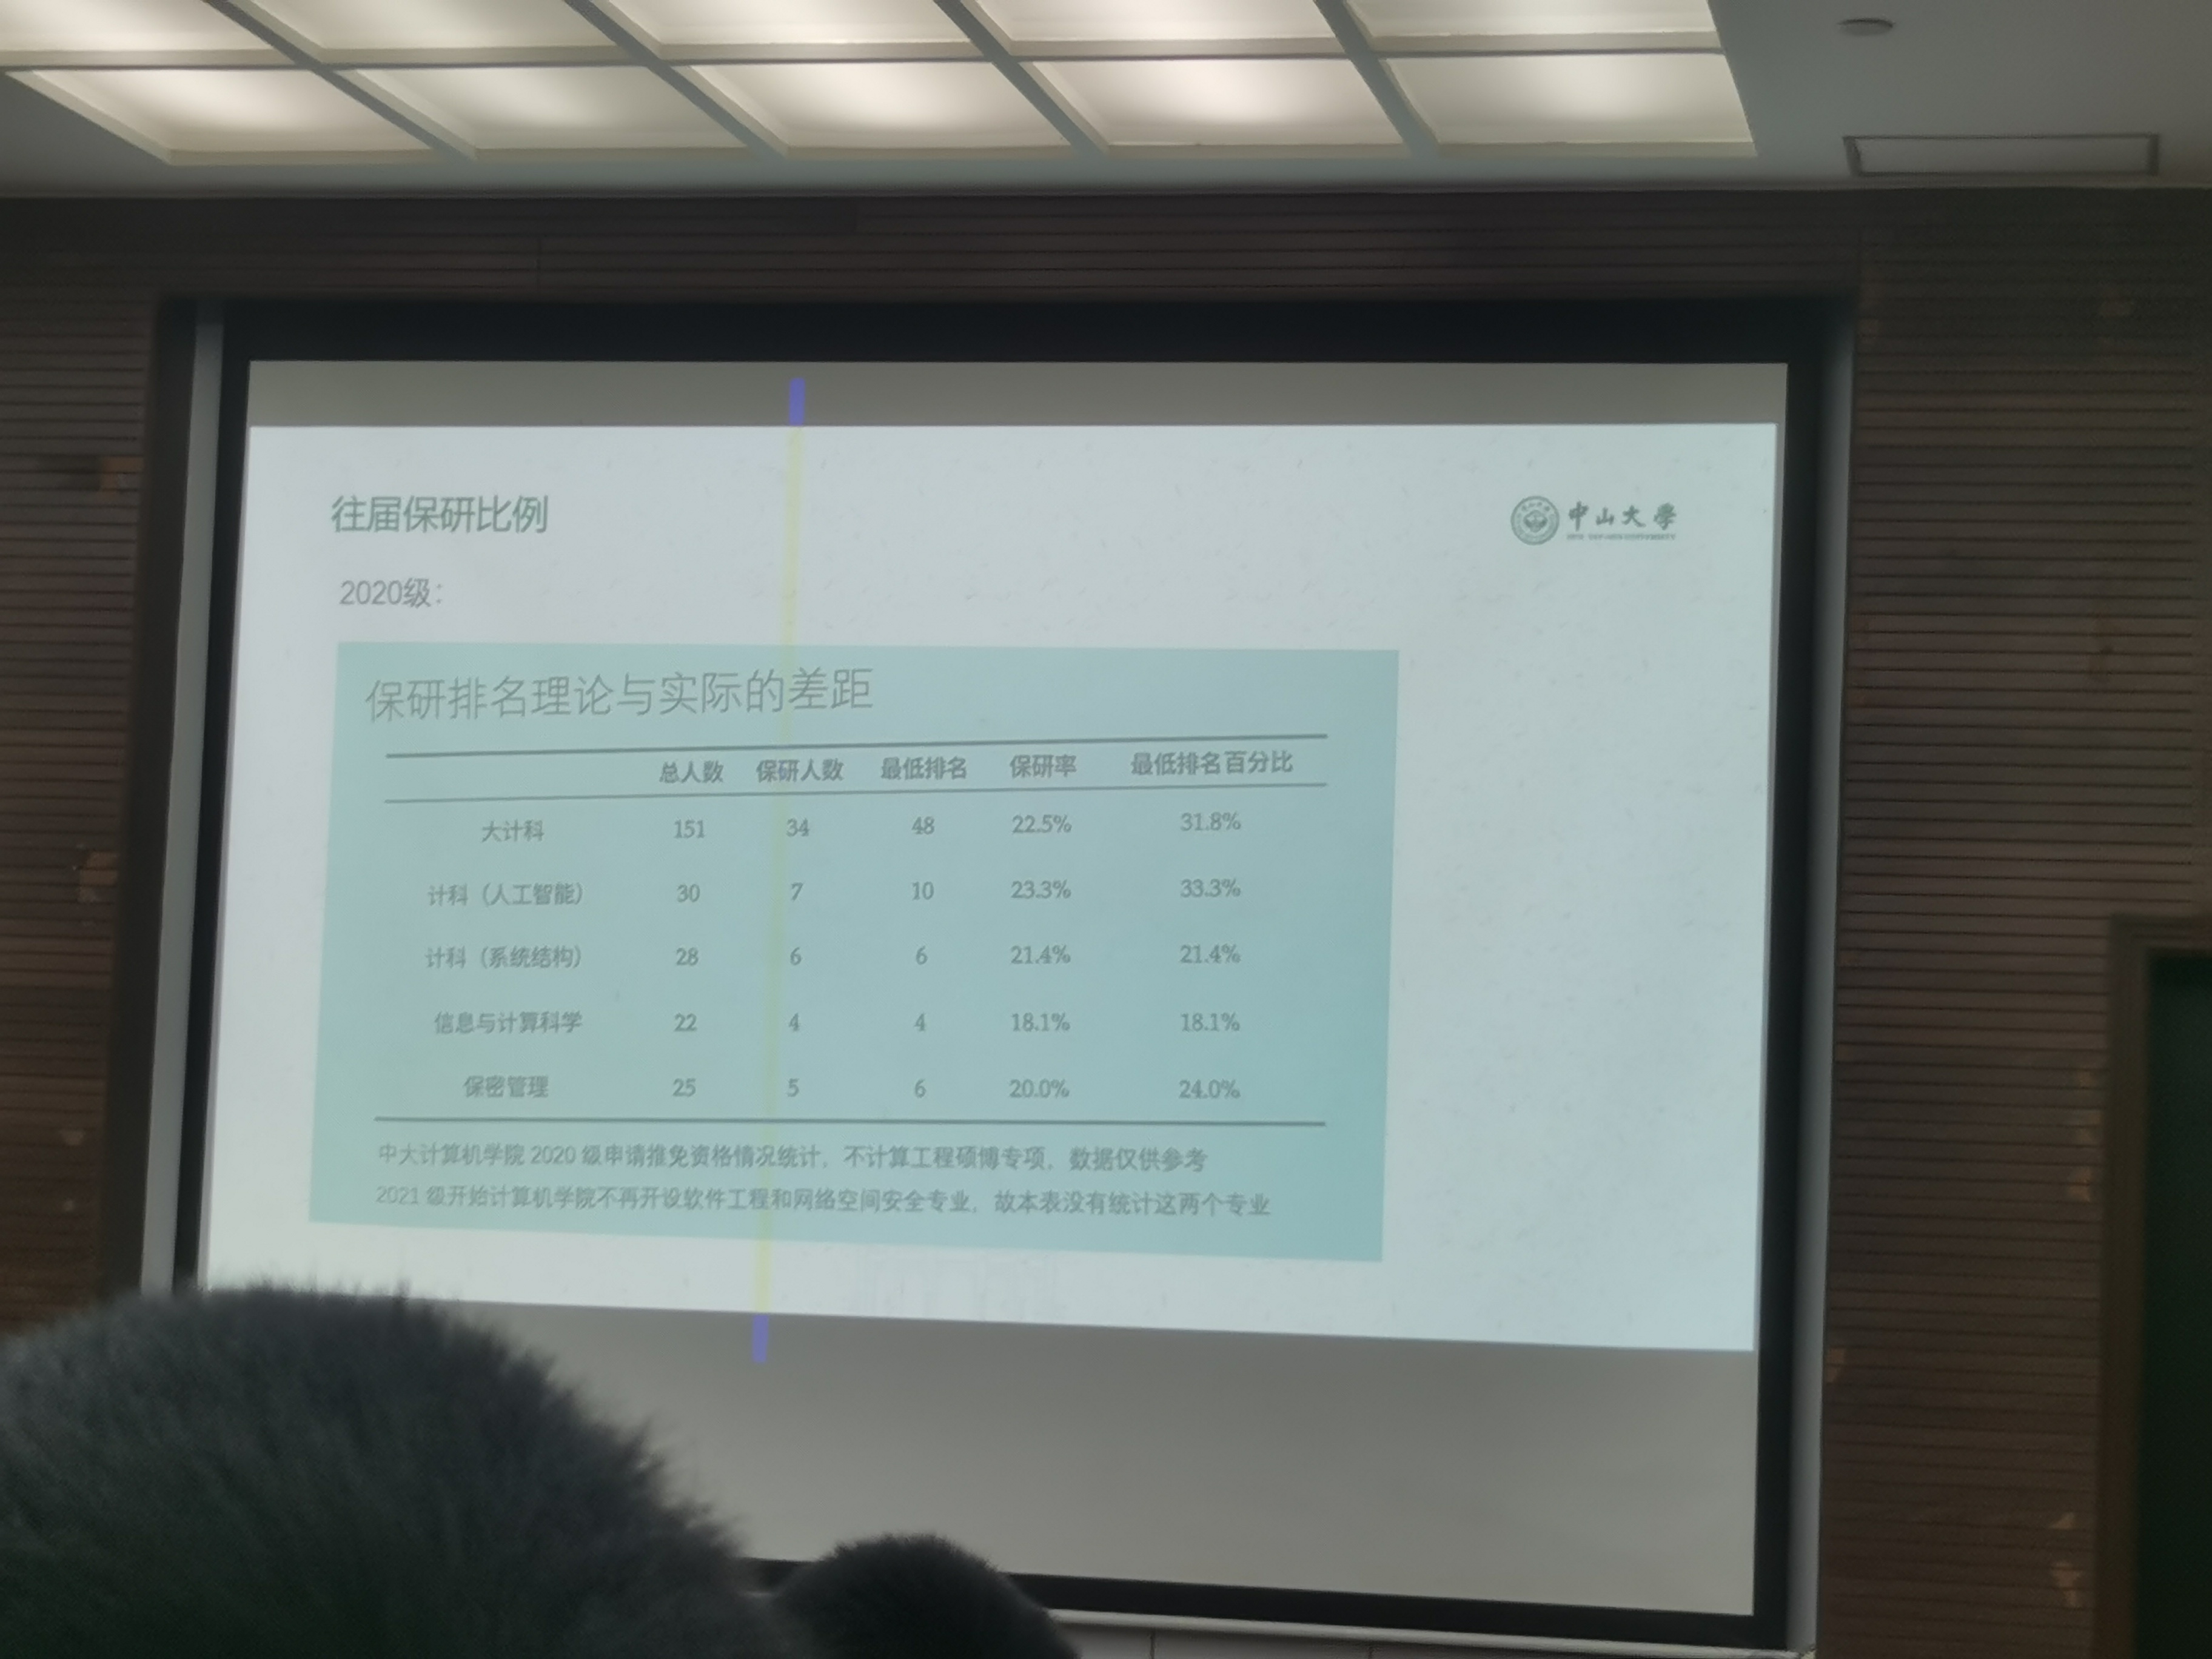 往届保研比例
中山大學
2020级：
保研排名理论与实际的差距
总人数 保研人数 最低排名 保研率 最低排名百分比
大计科 151 34 48 22.5% 31.8%
计科（人工智能） 30 7 10 23.3% 33.3%
计科（系统结构） 28 6 6 21.4% 21.4%
信息与计算科学 22 4 4 18.1% 18.1%
保密管理 25 5 6 20.0% 24.0%
中大计算机学院 2020 级申请推免资格情况统计，不计算工程硕博专项，数据仅供参考
2021 级开始计算机学院不再开设软件工程和网络空间安全专业，故本表没有统计这两个专业